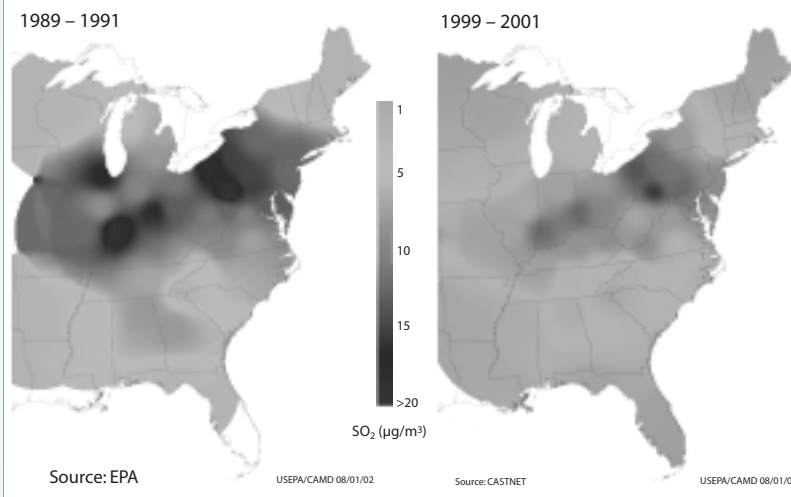 1989 – 1991
1999 – 2001
1
5
10
15
>20
SO₂ (µg/m³)
Source: EPA
USEPA/CAMD 08/01/02
Source: CASTNET
USEPA/CAMD 08/01/0